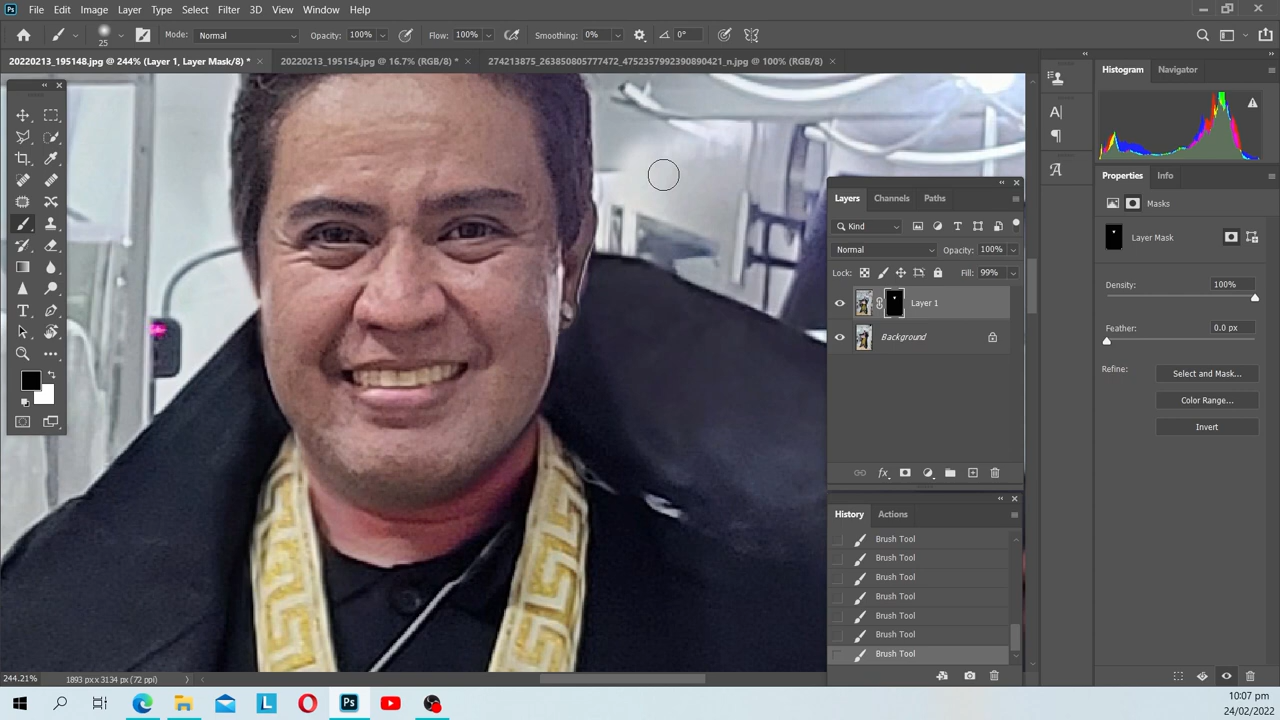 Ps File Edit Image Layer Type Select Filter 3D View Window Help
25 Mode: Normal Opacity: 100% Flow: 100% Smoothing: 0% 0°
20220213_195148.jpg @ 244% (Layer 1, Layer Mask/8) * × 20220213_195154.jpg @ 16.7% (RGB/8) * × 274213875_263850805777472_4752357992390890421_n.jpg @ 100% (RGB/8) ×
Histogram Navigator
Properties Info
Masks
Layer Mask
Density: 100%
Feather: 0.0 px
Refine: Select and Mask...
Color Range...
Invert
Layers Channels Paths
Kind
Normal Opacity: 100%
Lock: Fill: 99%
Layer 1
Background
fx
History Actions
Brush Tool
Brush Tool
Brush Tool
Brush Tool
Brush Tool
Brush Tool
Brush Tool
244.21% 1893 px x 3134 px (72 ppi)
L Ps
10:07 pm
24/02/2022